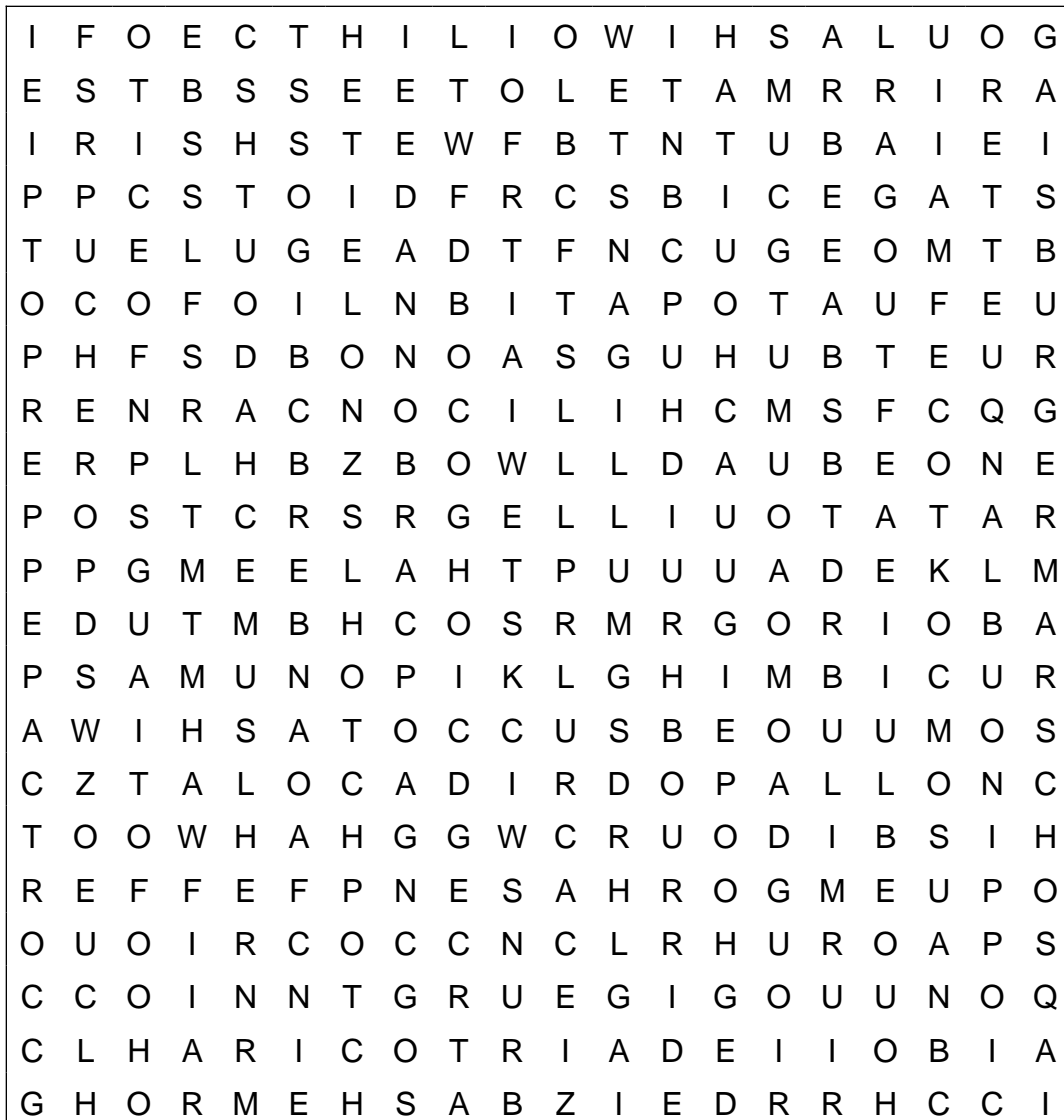 I F O E C T H I L I O W I H S A L U O G
E S T B S S E E T O L E T A M R R I R A
I R I S H S T E W F B T N T U B A I E I
P P C S T O I D F R C S B I C E G A T S
T U E L U G E A D T F N C U G E O M T B
O C O F O I L N B I T A P O T A U F E U
P H F S D B O N O A S G U H U B T E U R
R E N R A C N O C I L I H C M S F C Q G
E R P L H B Z B O W L L D A U B E O N E
P O S T C R S R G E L L I U O T A T A R
P P G M E E L A H T P U U U A D E K L M
E D U T M B H C O S R M R G O R I O B A
P S A M U N O P I K L G H I M B I C U R
A W I H S A T O C C U S B E O U U M O S
C Z T A L O C A D I R D O P A L L O N C
T O O W H A H G G W C R U O D I B S I H
R E F F E F P N E S A H R O G M E U P O
O U O I R C O C C N C L R H U R O A P S
C C O I N N T G R U E G I G O U U N O Q
C L H A R I C O T R I A D E I I O B I A
G H O R M E H S A B Z I E D R R H C C I